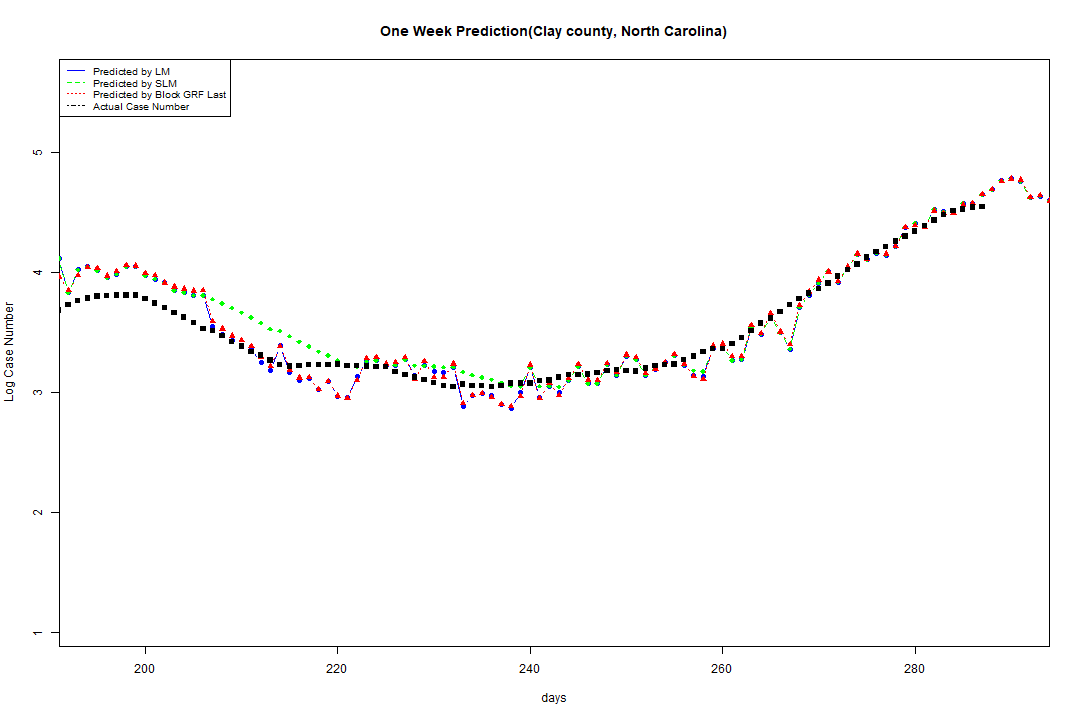 One Week Prediction(Clay county, North Carolina)
Predicted by LM
Predicted by SLM
Predicted by Block GRF Last
Actual Case Number
5
4
3
2
1
Log Case Number
200 220 240 260 280
days